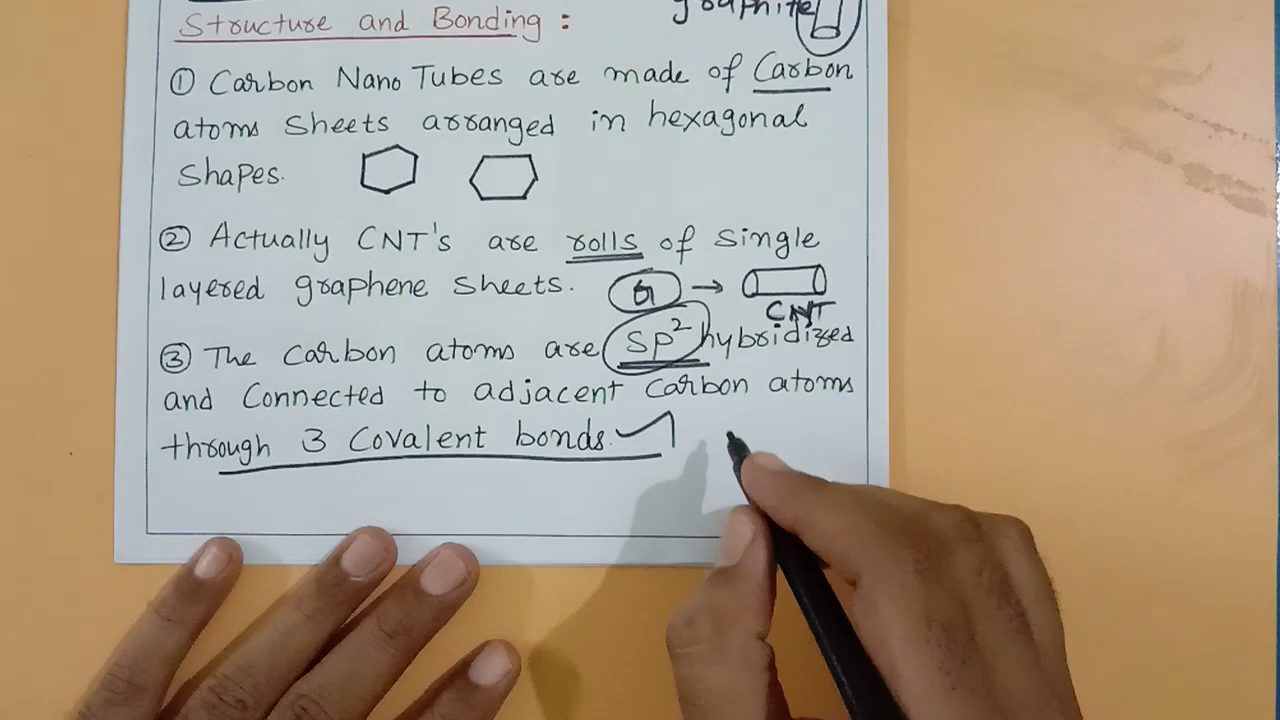 graphite
Structure and Bonding :
① Carbon Nano Tubes are made of Carbon
atoms sheets arranged in hexagonal
shapes.
② Actually CNT's are rolls of single
layered graphene sheets. G →
CNT
③ The carbon atoms are sp² hybridized
and connected to adjacent carbon atoms
through 3 covalent bonds.